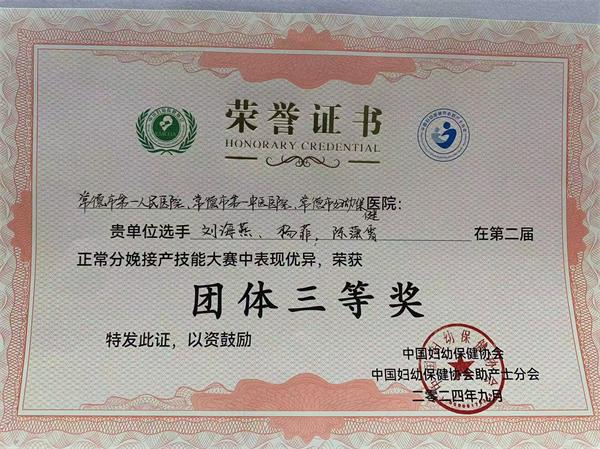 荣誉证书
HONORARY CREDENTIAL
常德市第一人民医院、常德市第一中医医院、常德市妇幼保健医院：
贵单位选手 刘海燕、杨菲, 陈 在第二届
正常分娩接产技能大赛中表现优异，荣获
团体三等奖
特发此证，以资鼓励
中国妇幼保健协会
中国妇幼保健协会助产士分会
二零二四年九月